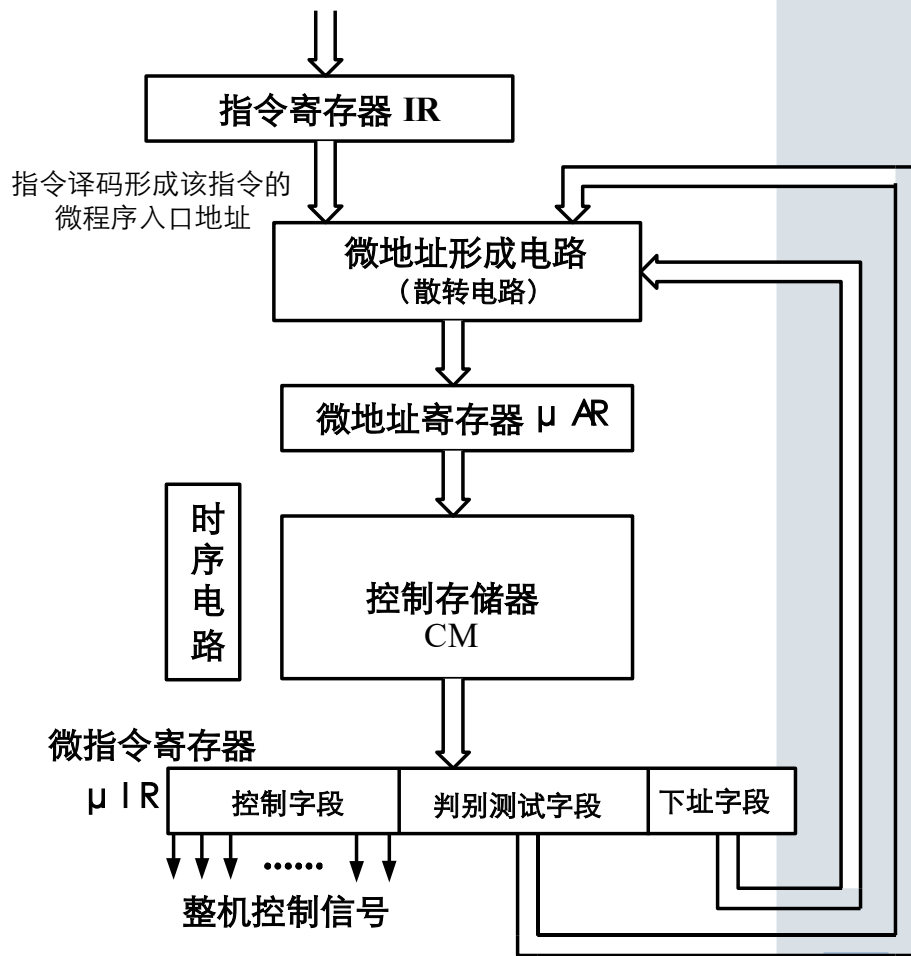 指令寄存器 IR
指令译码形成该指令的
微程序入口地址
微地址形成电路
（散转电路）
微地址寄存器 μ AR
时
序
电
路
控制存储器
CM
微指令寄存器
μ I R
控制字段
判别测试字段
下址字段
······
整机控制信号